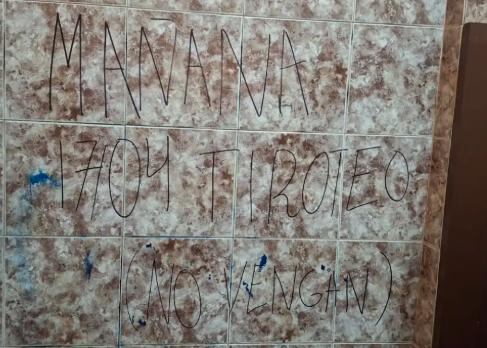 MAÑANA
17/04 TIROTEO
(NO VENGAN)